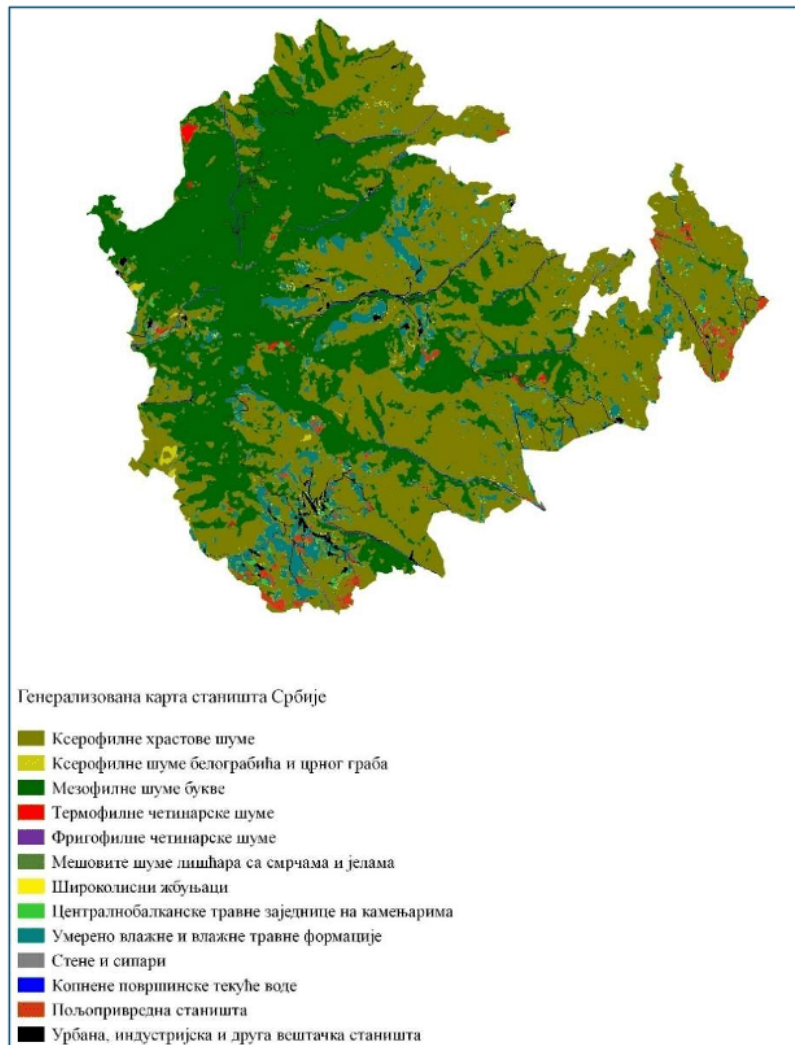 Генерализована карта станишта Србије
Ксерофилне храстове шуме
Ксерофилне шуме белограбића и црног граба
Мезофилне шуме букве
Термофилне четинарске шуме
Фригофилне четинарске шуме
Мешовите шуме лишћара са смрчама и јелама
Широколисни жбуњаци
Централнобалканске травне заједнице на камењарима
Умерено влажне и влажне травне формације
Стене и сипари
Копнене површинске текуће воде
Пољопривредна станишта
Урбана, индустријска и друга вештачка станишта